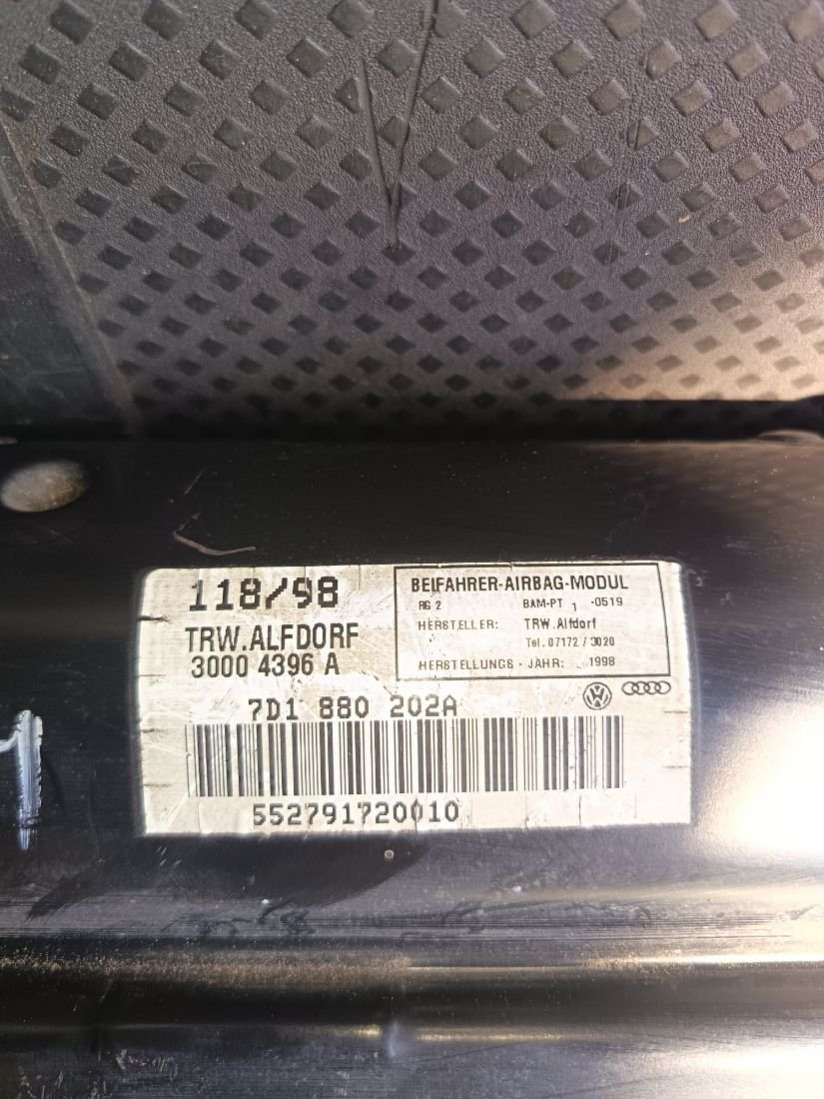 118/98
TRW.ALFDORF
3000 4396 A
BEIFAHRER-AIRBAG-MODUL
RG 2 BAM-PT 1 -0519
HERSTELLER: TRW.Alfdorf
Tel.07172/3020
HERSTELLUNGS-JAHR: 1998
7D1 880 202A
552791720010
1